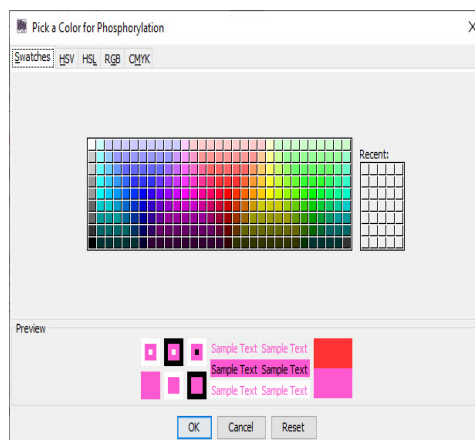 Pick a Color for Phosphorylation
Swatches HSV HSL RGB CMYK
Recent:
Preview
Sample Text Sample Text
Sample Text Sample Text
Sample Text Sample Text
OK Cancel Reset